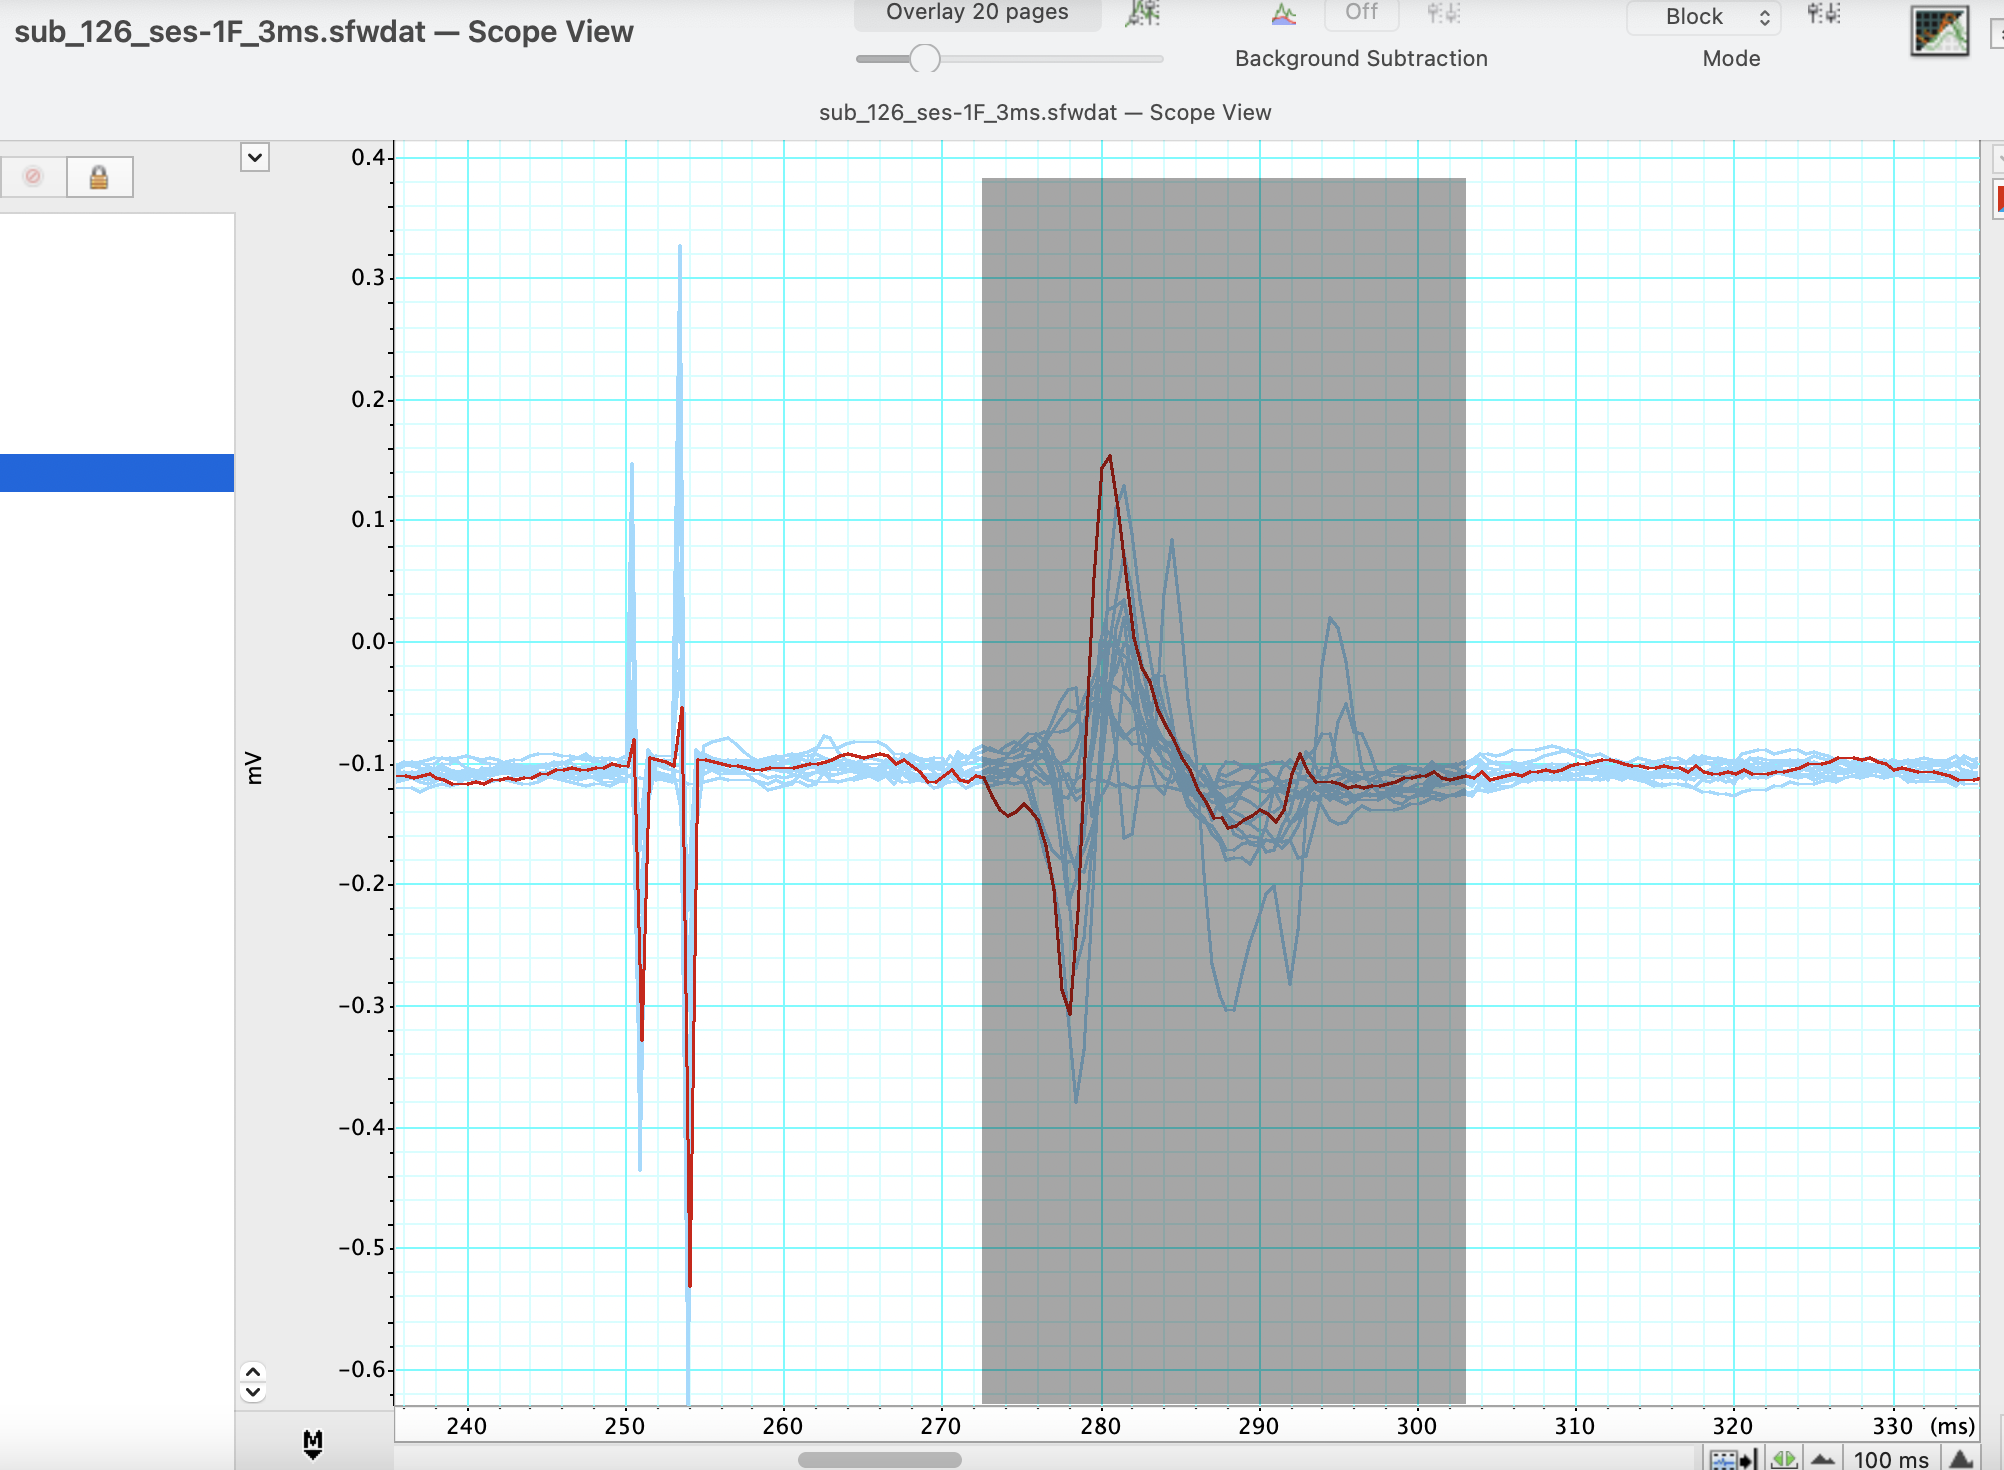 sub_126_ses-1F_3ms.sfwdat — Scope View
Overlay 20 pages
Off
Block
Background Subtraction
Mode
sub_126_ses-1F_3ms.sfwdat — Scope View
0.4
0.3
0.2
0.1
0.0
mV
−0.1
−0.2
−0.3
−0.4
−0.5
−0.6
240 250 260 270 280 290 300 310 320 330 (ms)
M
100 ms